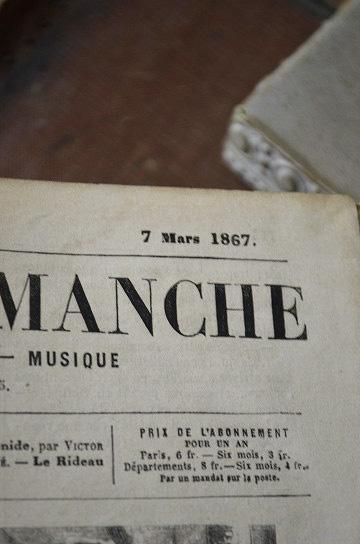 7 Mars 1867.
MANCHE
— MUSIQUE
6.
nide, par VICTOR
é. — Le Rideau
PRIX DE L'ABONNEMENT
POUR UN AN
Paris, 6 fr. — Six mois, 3 fr.
Départements, 8 fr. — Six mois, 4 fr.
Par un mandat sur la poste.